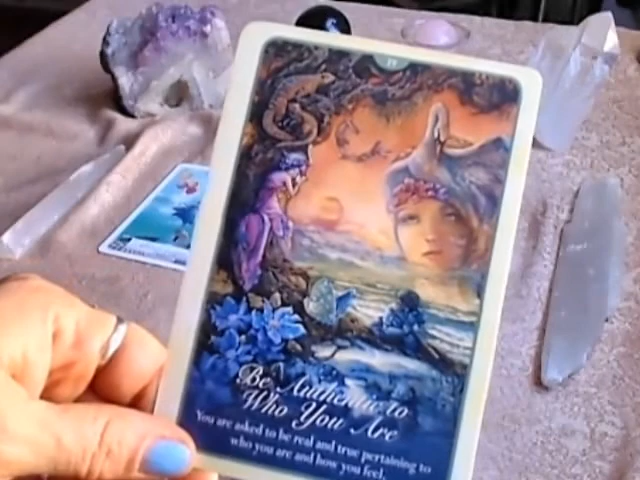 Be Authentic to
Who You Are
You are asked to be real and true pertaining to
who you are and how you feel.